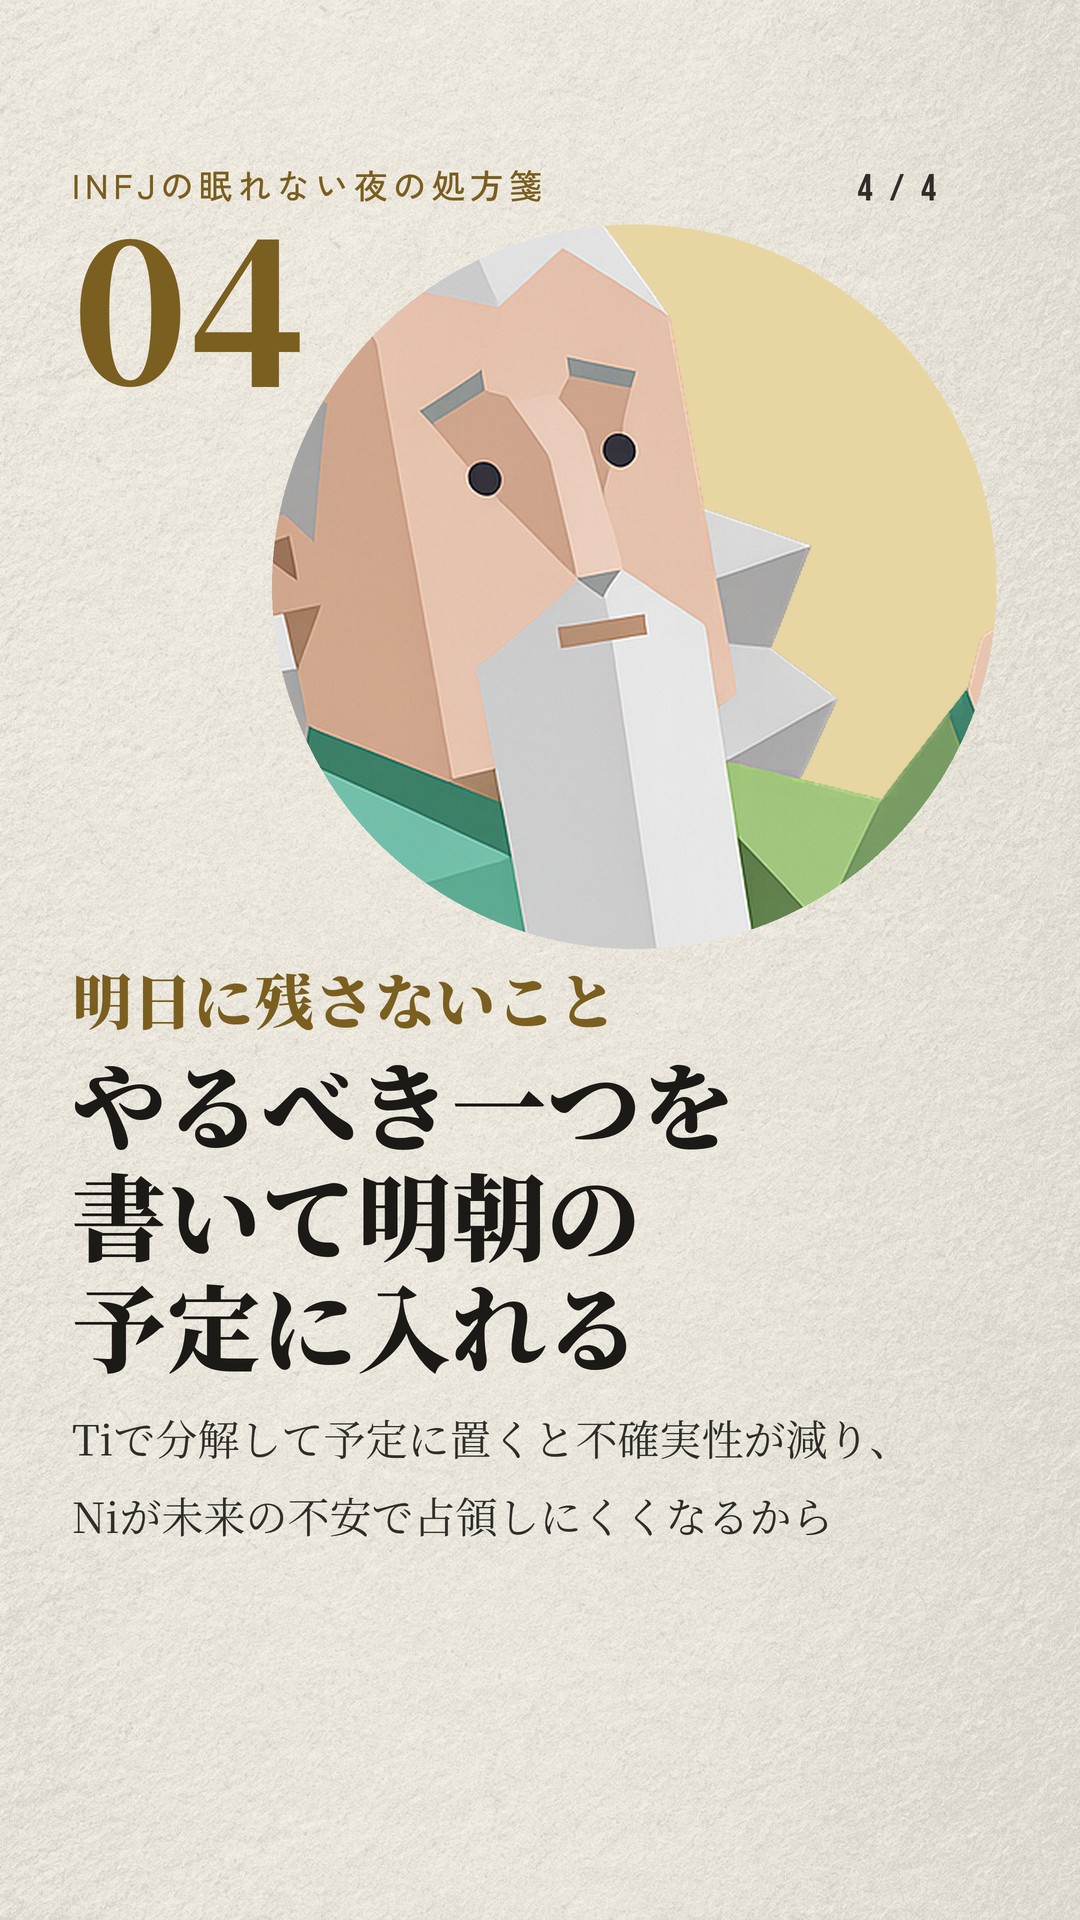 INFJの眠れない夜の処方箋
4 / 4
04
明日に残さないこと
やるべき一つを
書いて明朝の
予定に入れる
Tiで分解して予定に置くと不確実性が減り、
Niが未来の不安で占領しにくくなるから